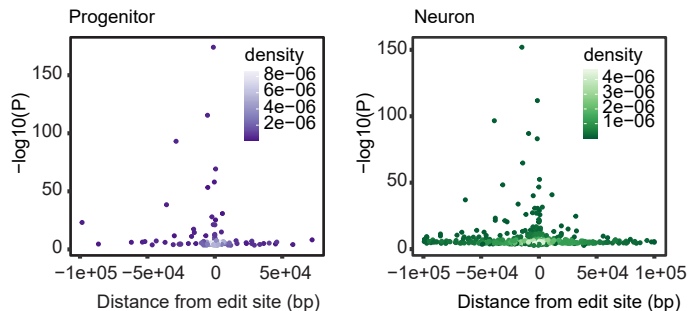 Progenitor
−log10(P)
150
100
50
0
density
8e−06
6e−06
4e−06
2e−06
−1e+05 −5e+04 0 5e+04
Distance from edit site (bp)
Neuron
−log10(P)
150
100
50
0
density
4e−06
3e−06
2e−06
1e−06
−1e+05 −5e+04 0 5e+04 1e+05
Distance from edit site (bp)